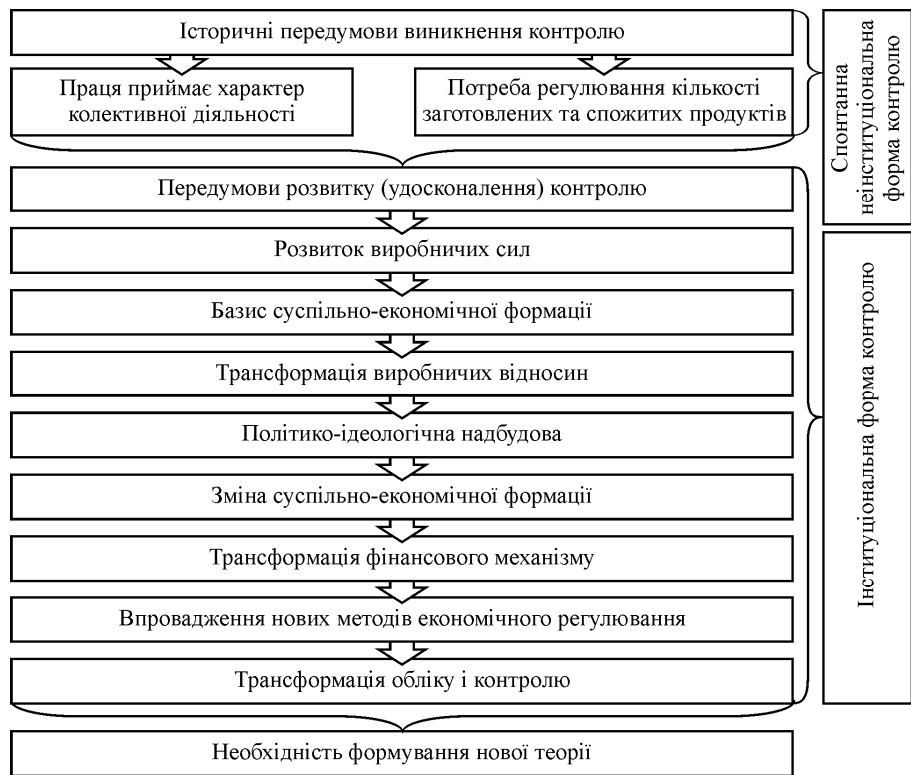 Історичні передумови виникнення контролю
Праця приймає характер
колективної діяльності
Потреба регулювання кількості
заготовлених та спожитих продуктів
Спонтанна
неінституціональна
форма контролю
Передумови розвитку (удосконалення) контролю
Розвиток виробничих сил
Базис суспільно-економічної формації
Трансформація виробничих відносин
Політико-ідеологічна надбудова
Зміна суспільно-економічної формації
Трансформація фінансового механізму
Впровадження нових методів економічного регулювання
Трансформація обліку і контролю
Інституціональна форма контролю
Необхідність формування нової теорії